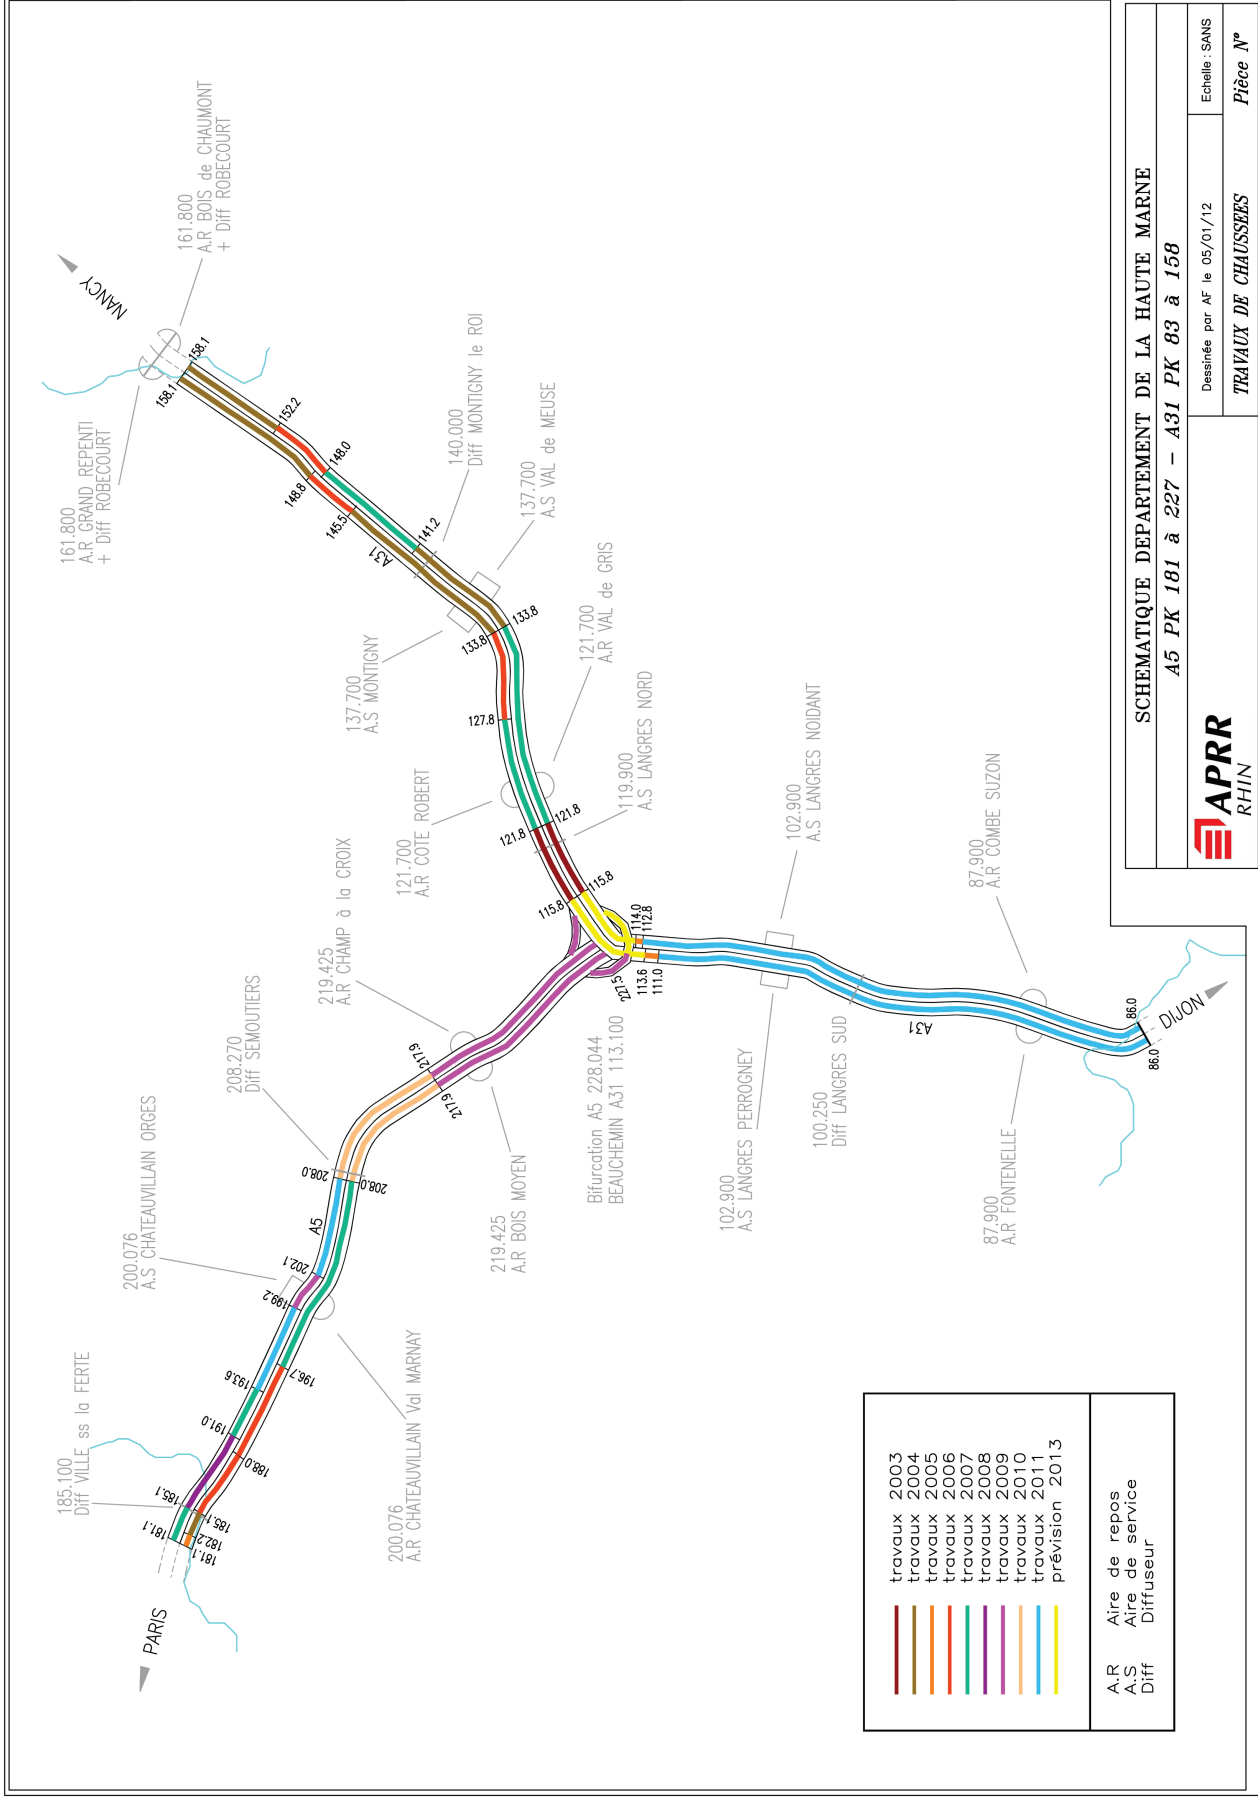 SCHEMATIQUE DEPARTEMENT DE LA HAUTE MARNE
A5 PK 181 à 227 - A31 PK 83 à 158
Dessinée par AF le 05/01/12
Echelle : SANS
TRAVAUX DE CHAUSSEES
Pièce N°
APRR
RHIN
PARIS
185.100
Diff VILLE ss la FERTE
181.1
185.1
191.0
193.6
199.2
202.1
208.0
217.9
181.1
182.2
185.1
188.0
196.7
208.0
217.9
227.5
A5
200.076
A.S CHATEAUVILLAIN ORGES
200.076
A.R CHATEAUVILLAIN Val MARNAY
208.270
Diff SEMOUTIERS
219.425
A.R CHAMP à la CROIX
219.425
A.R BOIS MOYEN
Bifurcation A5 228.044
BEAUCHEMIN A31 113.100
NANCY
161.800
A.R GRAND REPENTI
+ Diff ROBECOURT
161.800
A.R BOIS de CHAUMONT
+ Diff ROBECOURT
158.1
158.1
152.2
148.0
148.8
145.5
A31
141.2
140.000
Diff MONTIGNY le ROI
137.700
A.S VAL de MEUSE
137.700
A.S MONTIGNY
133.8
133.8
127.8
121.700
A.R VAL de GRIS
121.700
A.R COTE ROBERT
121.8
121.8
119.900
A.S LANGRES NORD
115.8
115.8
114.0
112.8
113.6
111.0
102.900
A.S LANGRES NOIDANT
102.900
A.S LANGRES PERROGNEY
100.250
Diff LANGRES SUD
A31
87.900
A.R COMBE SUZON
87.900
A.R FONTENELLE
86.0
86.0
DIJON
travaux 2003
travaux 2004
travaux 2005
travaux 2006
travaux 2007
travaux 2008
travaux 2009
travaux 2010
travaux 2011
prévision 2013
A.R Aire de repos
A.S Aire de service
Diff Diffuseur